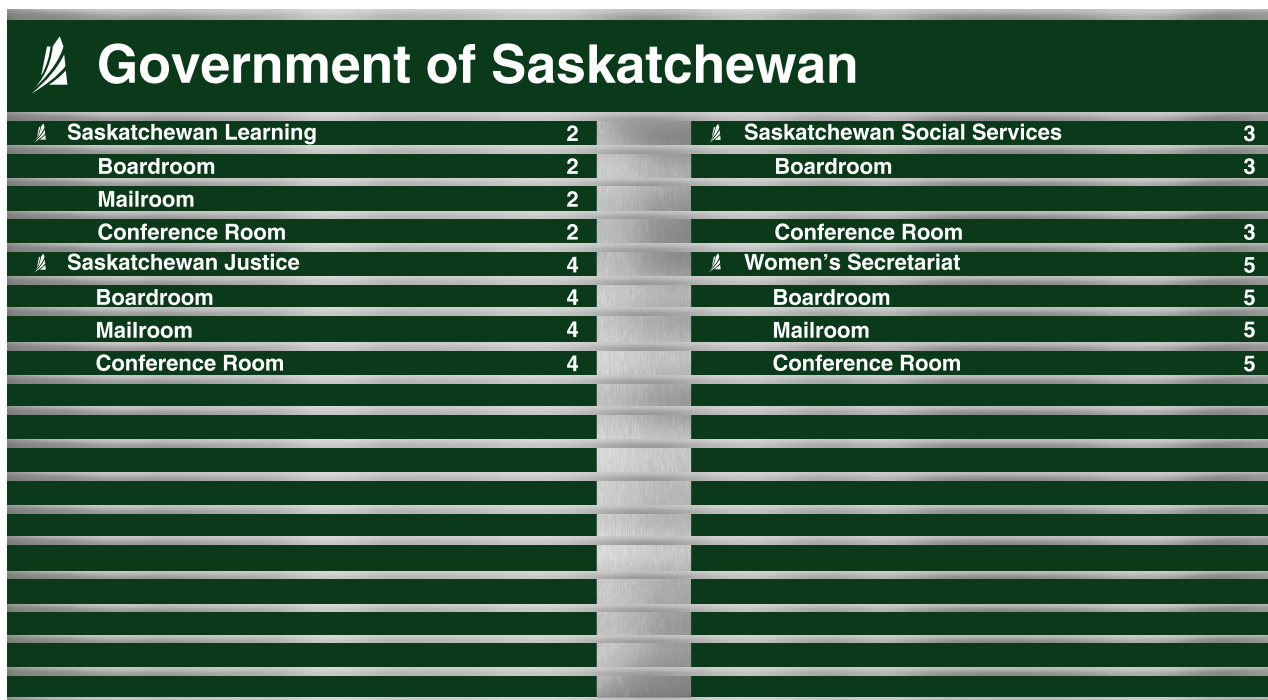 Government of Saskatchewan
Saskatchewan Learning 2
Boardroom 2
Mailroom 2
Conference Room 2
Saskatchewan Justice 4
Boardroom 4
Mailroom 4
Conference Room 4
Saskatchewan Social Services 3
Boardroom 3
Conference Room 3
Women's Secretariat 5
Boardroom 5
Mailroom 5
Conference Room 5